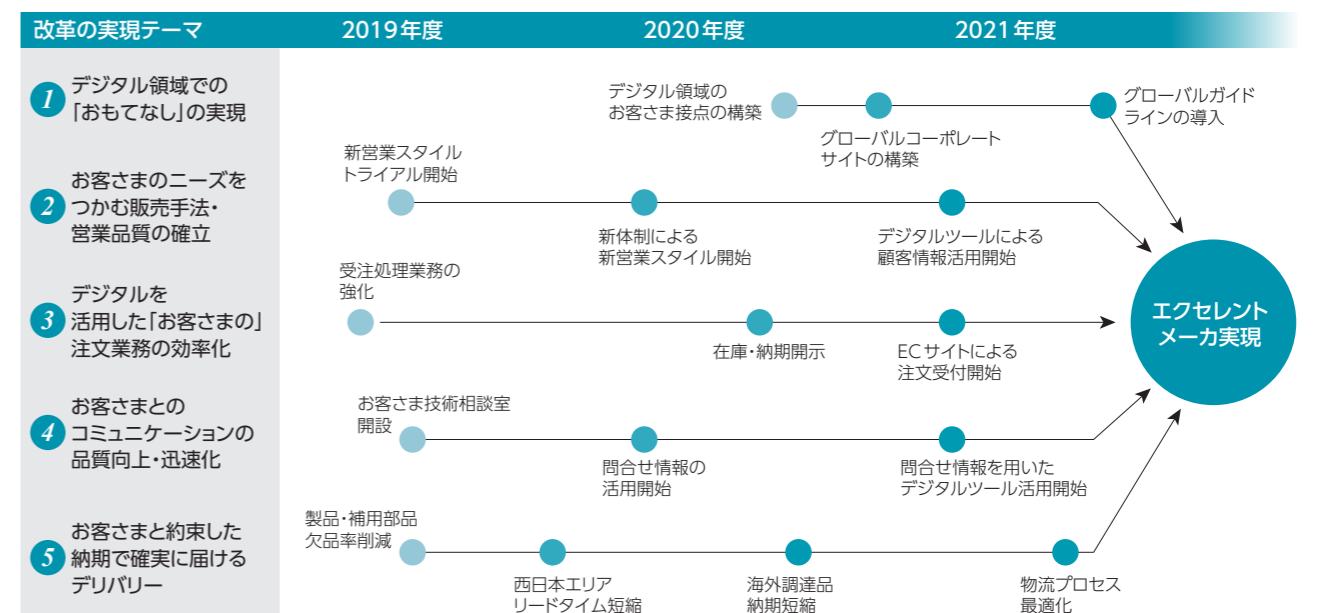 改革の実現テーマ
2019年度
2020年度
2021年度
1
デジタル領域での
「おもてなし」の実現
デジタル領域の
お客さま接点の構築
グローバルコーポレート
サイトの構築
グローバルガイド
ラインの導入
2
お客さまのニーズを
つかむ販売手法・
営業品質の確立
新営業スタイル
トライアル開始
新体制による
新営業スタイル開始
デジタルツールによる
顧客情報活用開始
3
デジタルを
活用した「お客さまの」
注文業務の効率化
受注処理業務の
強化
在庫・納期開示
ECサイトによる
注文受付開始
4
お客さまとの
コミュニケーションの
品質向上・迅速化
お客さま技術相談室
開設
問合せ情報の
活用開始
問合せ情報を用いた
デジタルツール活用開始
5
お客さまと約束した
納期で確実に届ける
デリバリー
製品・補用部品
欠品率削減
西日本エリア
リードタイム短縮
海外調達品
納期短縮
物流プロセス
最適化
エクセレント
メーカ実現